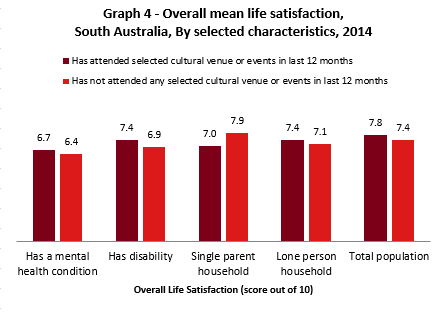 Graph 4 - Overall mean life satisfaction,
South Australia, By selected characteristics, 2014
Has attended selected cultural venue or events in last 12 months
Has not attended any selected cultural venue or events in last 12 months
6.7 6.4 7.4 6.9 7.0 7.9 7.4 7.1 7.8 7.4
Has a mental Has disability Single parent Lone person Total population
health condition household household
Overall Life Satisfaction (score out of 10)